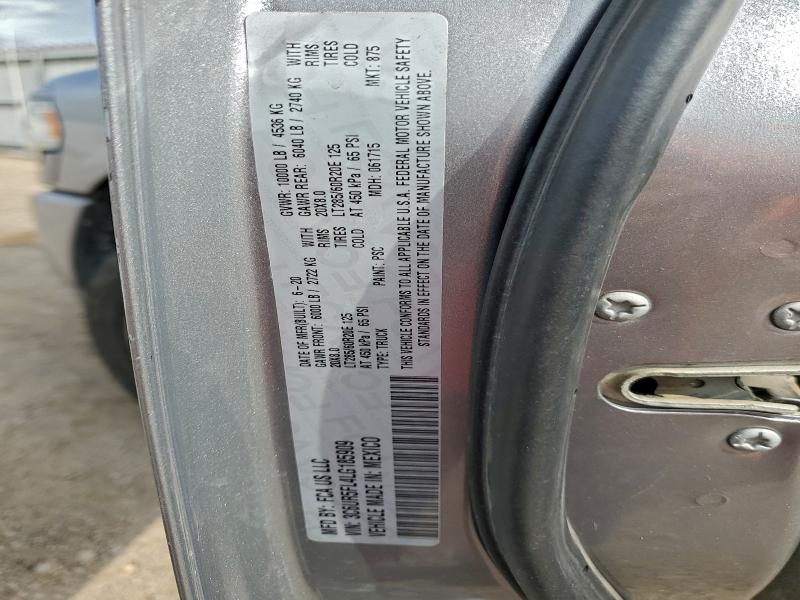 MFD BY: FCA US LLC
DATE OF MFR(BUILT): 6-20 GVWR: 10000 LB / 4536 KG
GAWR FRONT: 6000 LB / 2722 KG WITH GAWR REAR: 6040 LB / 2740 KG WITH
20X8.0 RIMS 20X8.0 RIMS
LT285/60R20E 125 TIRES LT285/60R20E 125 TIRES
AT 450 kPa / 65 PSI COLD AT 450 kPa / 65 PSI COLD
VIN: 3C6UR5FL4LG185909 TYPE: TRUCK PAINT: PSC MDH: 061715 MKT: 875
VEHICLE MADE IN: MEXICO
THIS VEHICLE CONFORMS TO ALL APPLICABLE U.S.A. FEDERAL MOTOR VEHICLE SAFETY
STANDARDS IN EFFECT ON THE DATE OF MANUFACTURE SHOWN ABOVE.